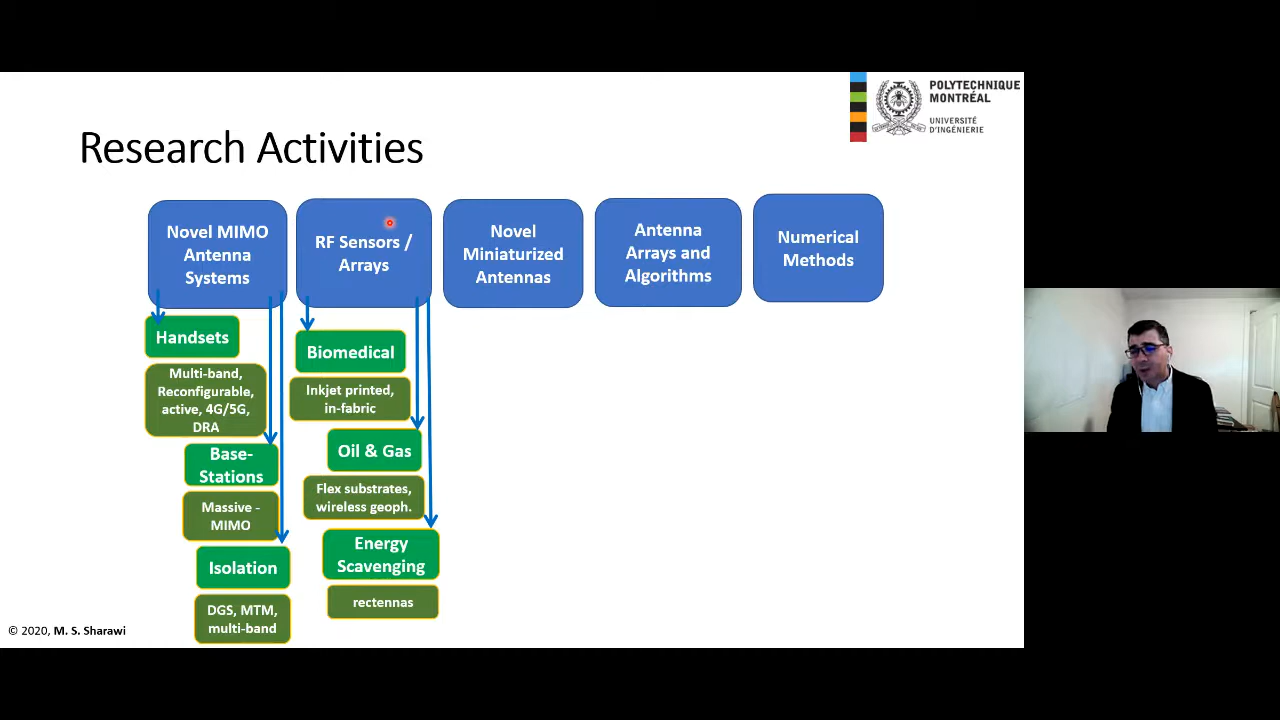 POLYTECHNIQUE
MONTRÉAL
UNIVERSITÉ
D'INGÉNIERIE
Research Activities
Novel MIMO
Antenna
Systems
RF Sensors /
Arrays
Novel
Miniaturized
Antennas
Antenna
Arrays and
Algorithms
Numerical
Methods
Handsets
Multi-band,
Reconfigurable,
active, 4G/5G,
DRA
Base-
Stations
Massive -
MIMO
Isolation
DGS, MTM,
multi-band
Biomedical
Inkjet printed,
in-fabric
Oil & Gas
Flex substrates,
wireless geoph.
Energy
Scavenging
rectennas
© 2020, M. S. Sharawi